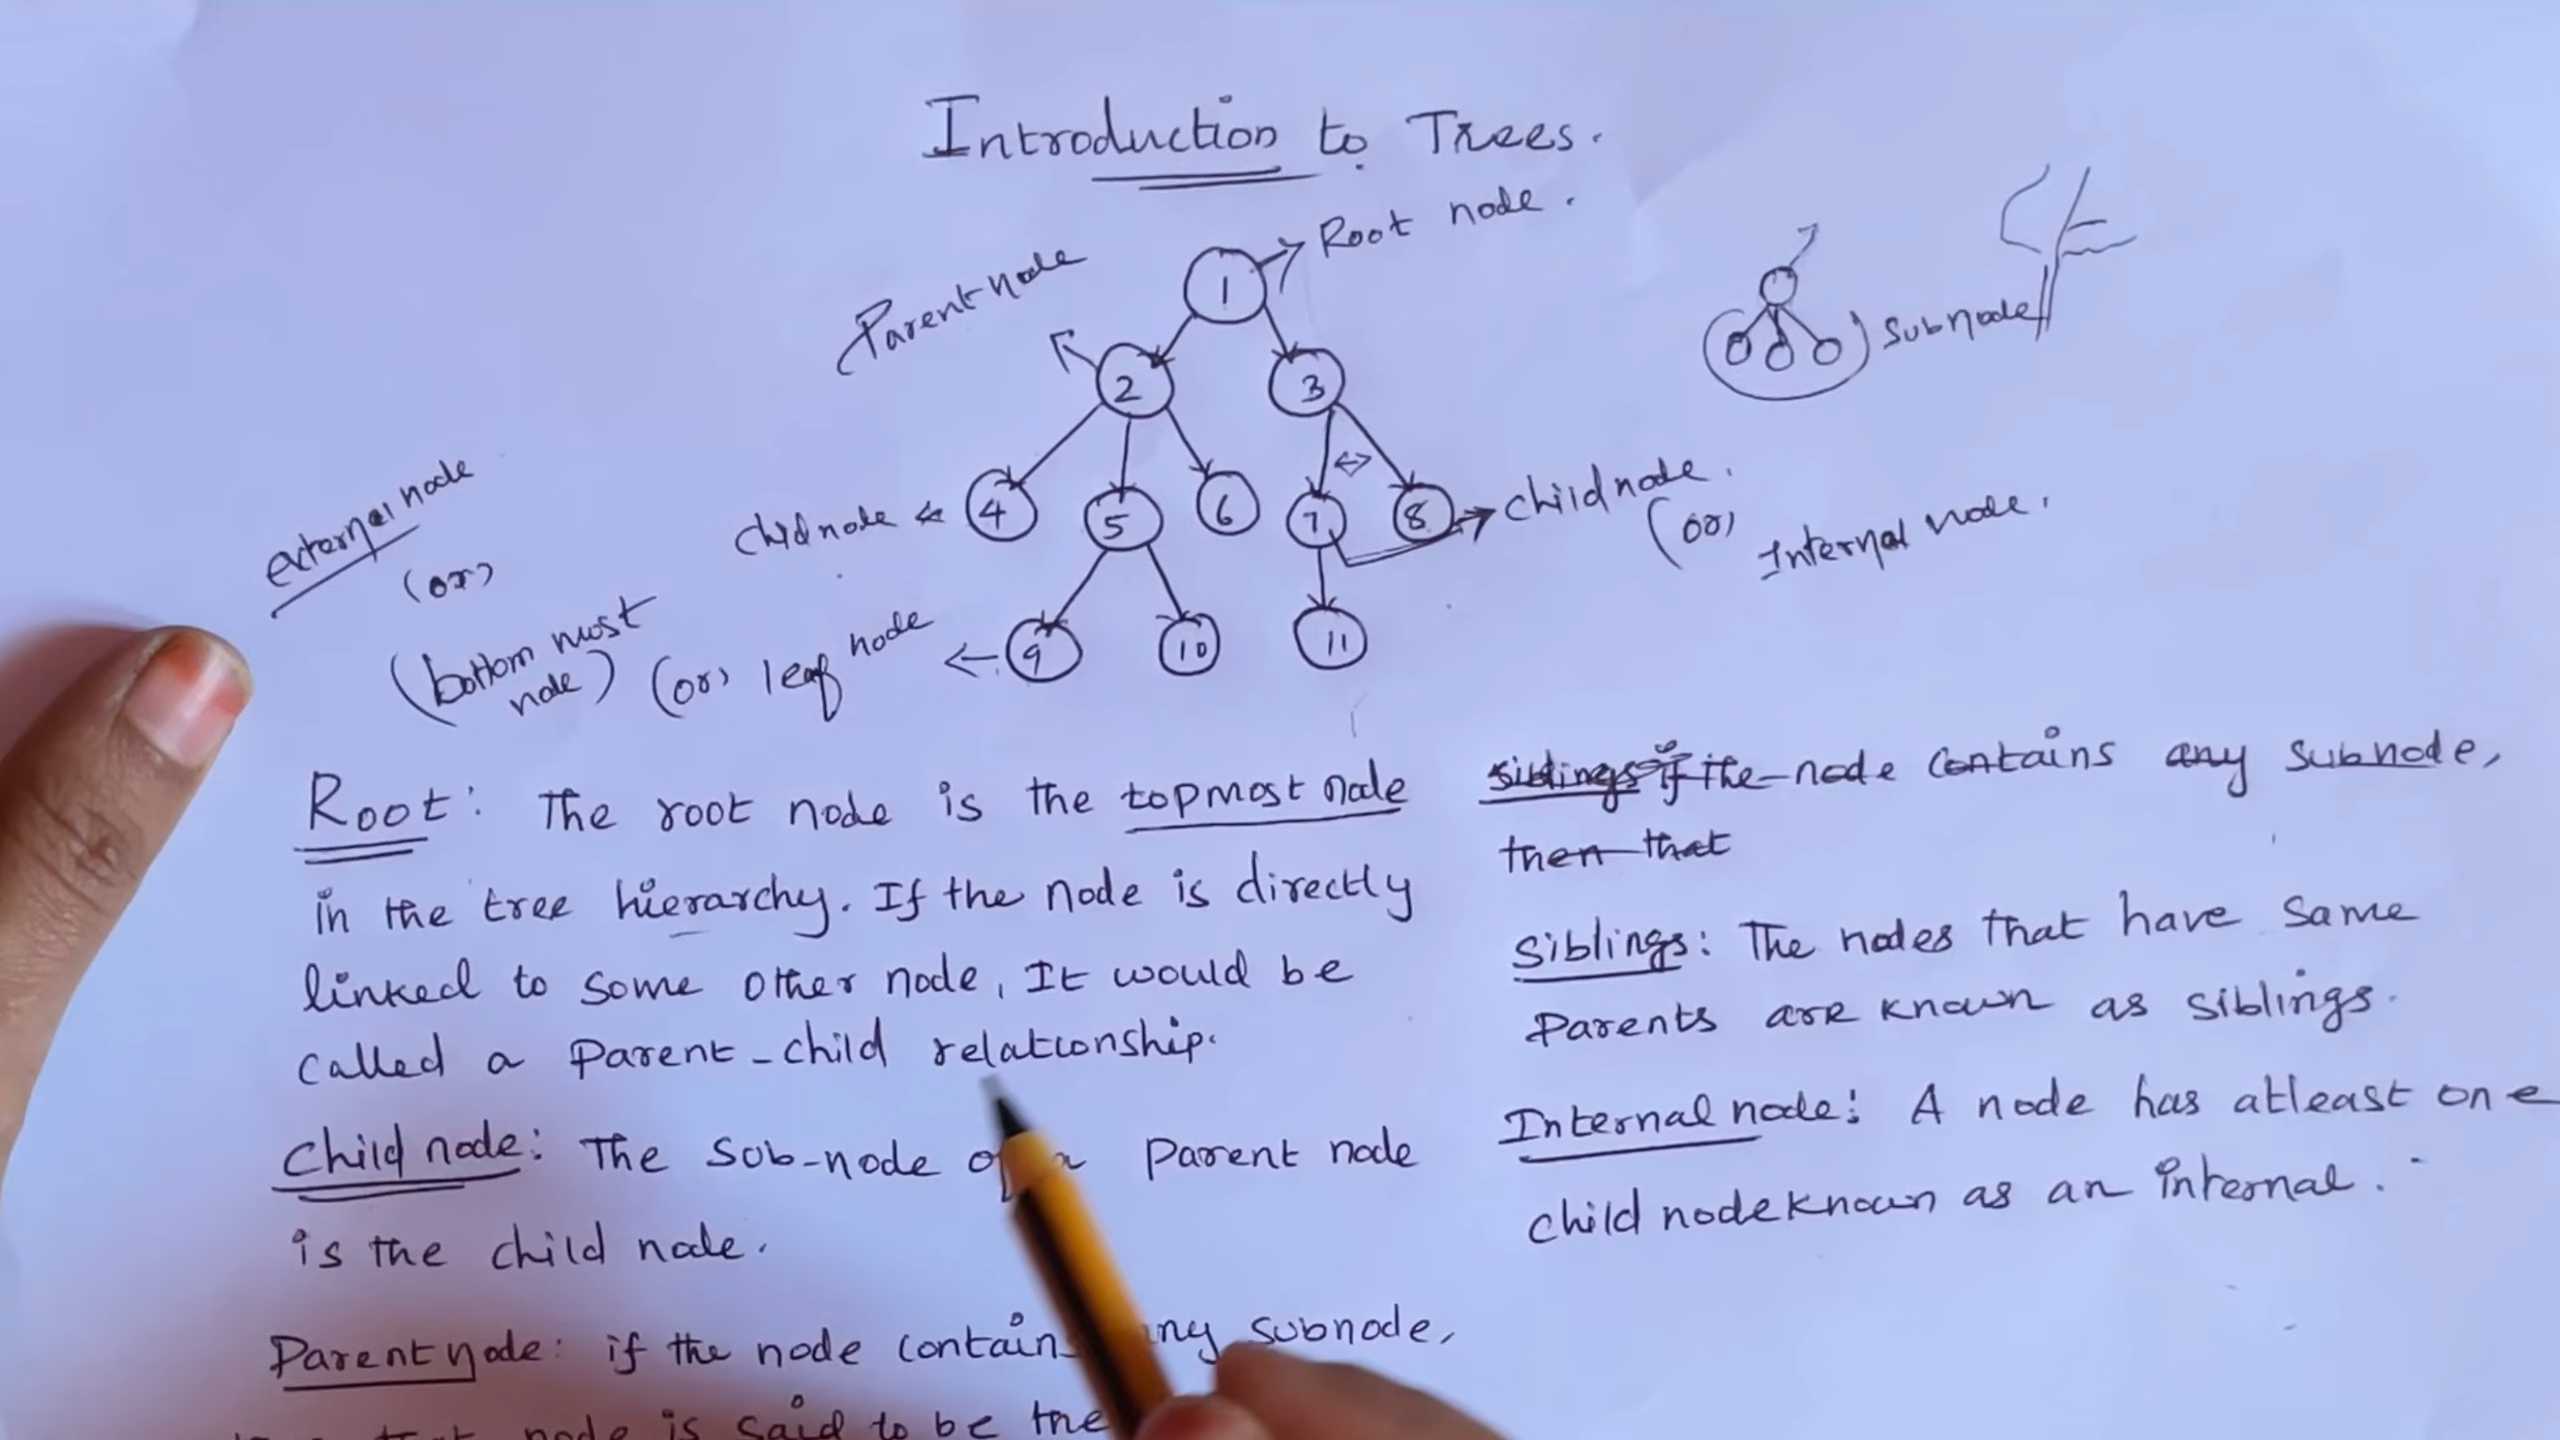 Introduction to Trees.
Root node.
Parent node
1
2
3
subnode
external node
(or)
(bottom most
node) (or) leaf node
Child node
4
5
6
7
8
child node.
(or)
Internal node.
9
10
11
Root: The root node is the topmost node
in the tree hierarchy. If the node is directly
linked to some other node, It would be
called a parent-child relationship.
Child node: The sub-node of a parent node
is the child node.
Parent node: if the node contains any subnode,
that node is said to be the
siblings if the node contains any subnode,
then that
Siblings: The nodes that have same
parents are known as siblings.
Internal node: A node has atleast one
child node known as an internal.